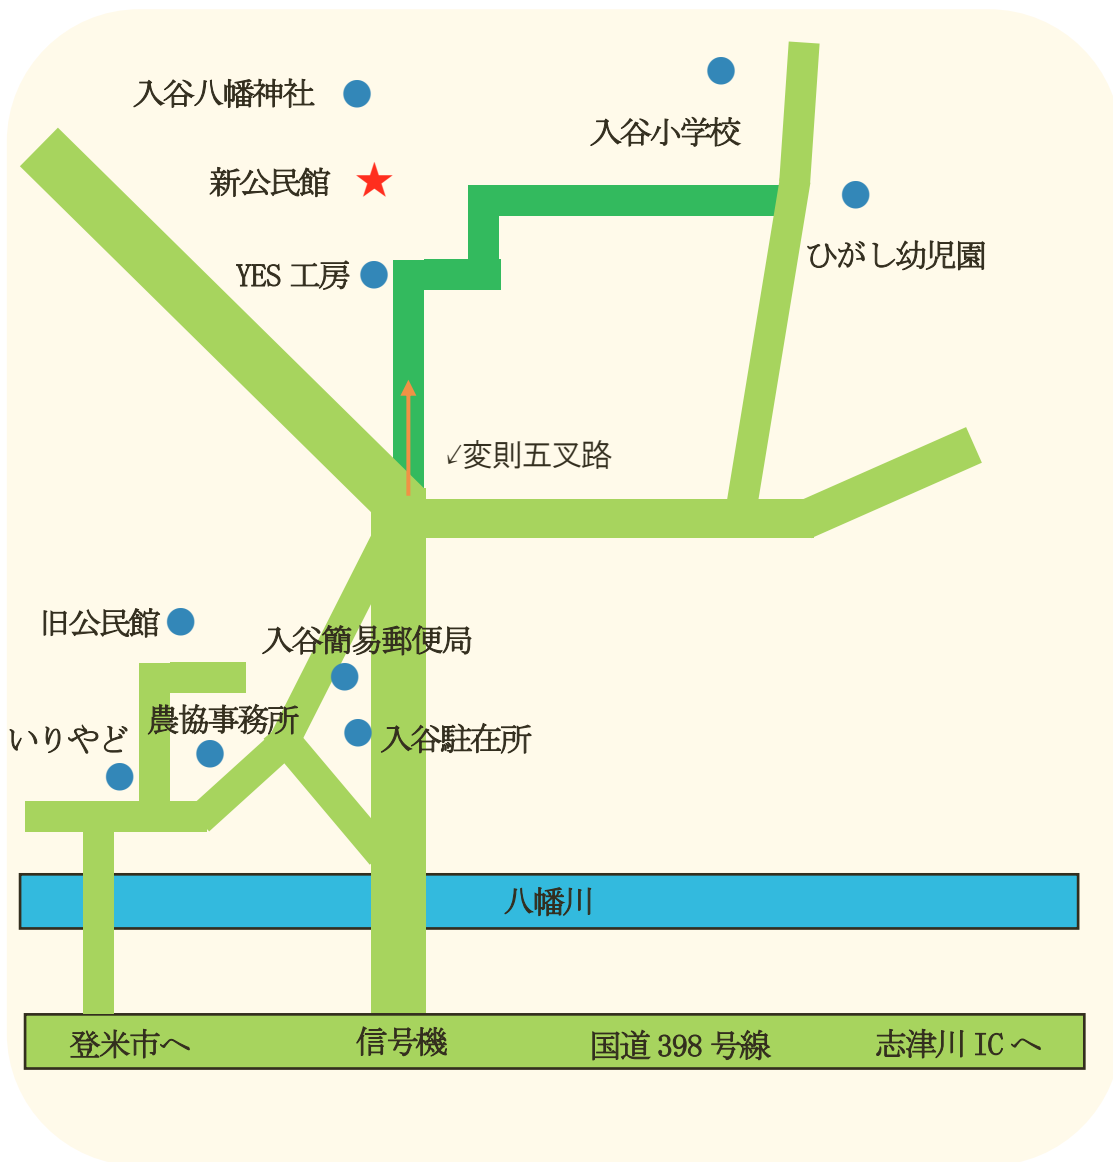 入谷八幡神社
入谷小学校
新公民館
ひがし幼児園
YES 工房
↙変則五叉路
旧公民館
入谷簡易郵便局
農協事務所
入谷駐在所
いりやど
八幡川
登米市へ
信号機
国道 398 号線
志津川 IC へ